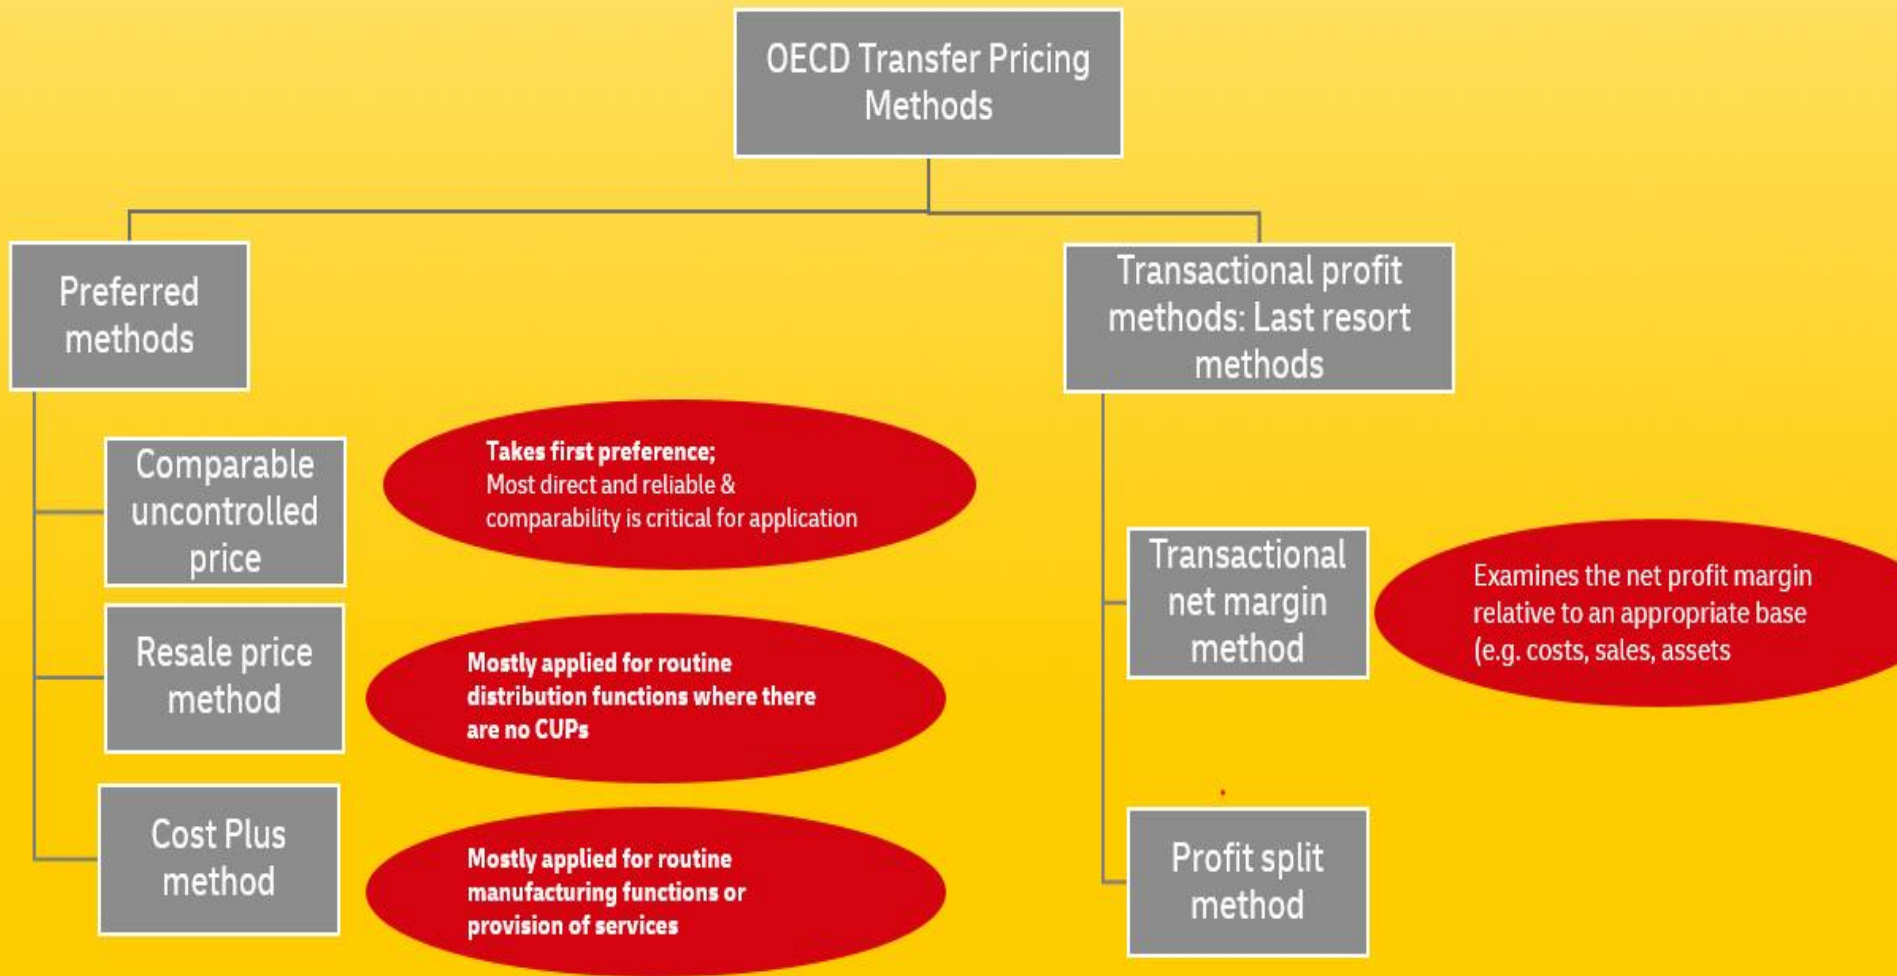 OECD Transfer Pricing
Methods
Preferred
methods
Comparable
uncontrolled
price
Takes first preference;
Most direct and reliable &
comparability is critical for application
Resale price
method
Mostly applied for routine
distribution functions where there
are no CUPs
Cost Plus
method
Mostly applied for routine
manufacturing functions or
provision of services
Transactional profit
methods: Last resort
methods
Transactional
net margin
method
Examines the net profit margin
relative to an appropriate base
(e.g. costs, sales, assets
Profit split
method